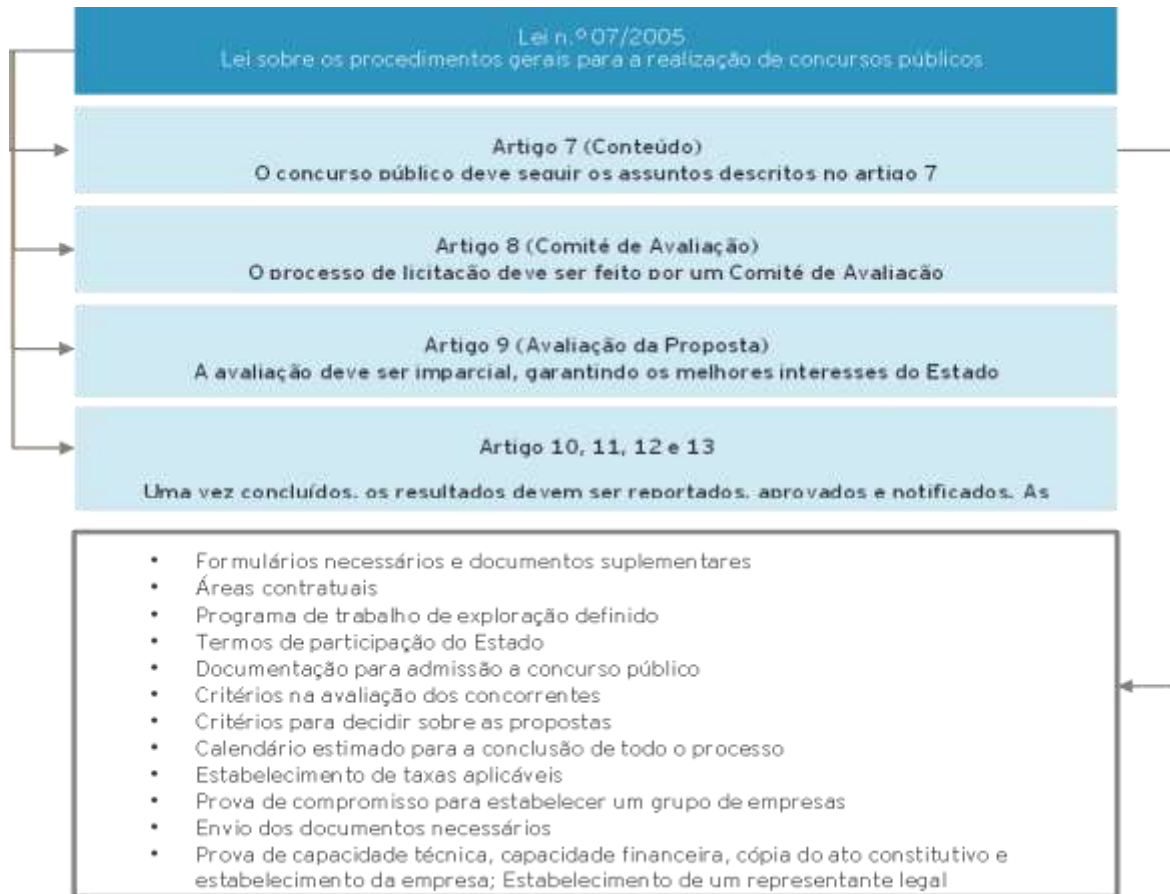 Lei n.º 07/2005
Lei sobre os procedimentos gerais para a realização de concursos públicos
Artigo 7 (Conteúdo)
O concurso público deve seguir os assuntos descritos no artigo 7
Artigo 8 (Comité de Avaliação)
O processo de licitação deve ser feito por um Comité de Avaliação
Artigo 9 (Avaliação da Proposta)
A avaliação deve ser imparcial, garantindo os melhores interesses do Estado
Artigo 10, 11, 12 e 13
Uma vez concluídos, os resultados devem ser reportados, aprovados e notificados. As
• Formulários necessários e documentos suplementares
• Áreas contratuais
• Programa de trabalho de exploração definido
• Termos de participação do Estado
• Documentação para admissão a concurso público
• Critérios na avaliação dos concorrentes
• Critérios para decidir sobre as propostas
• Calendário estimado para a conclusão de todo o processo
• Estabelecimento de taxas aplicáveis
• Prova de compromisso para estabelecer um grupo de empresas
• Envio dos documentos necessários
• Prova de capacidade técnica, capacidade financeira, cópia do ato constitutivo e
estabelecimento da empresa; Estabelecimento de um representante legal